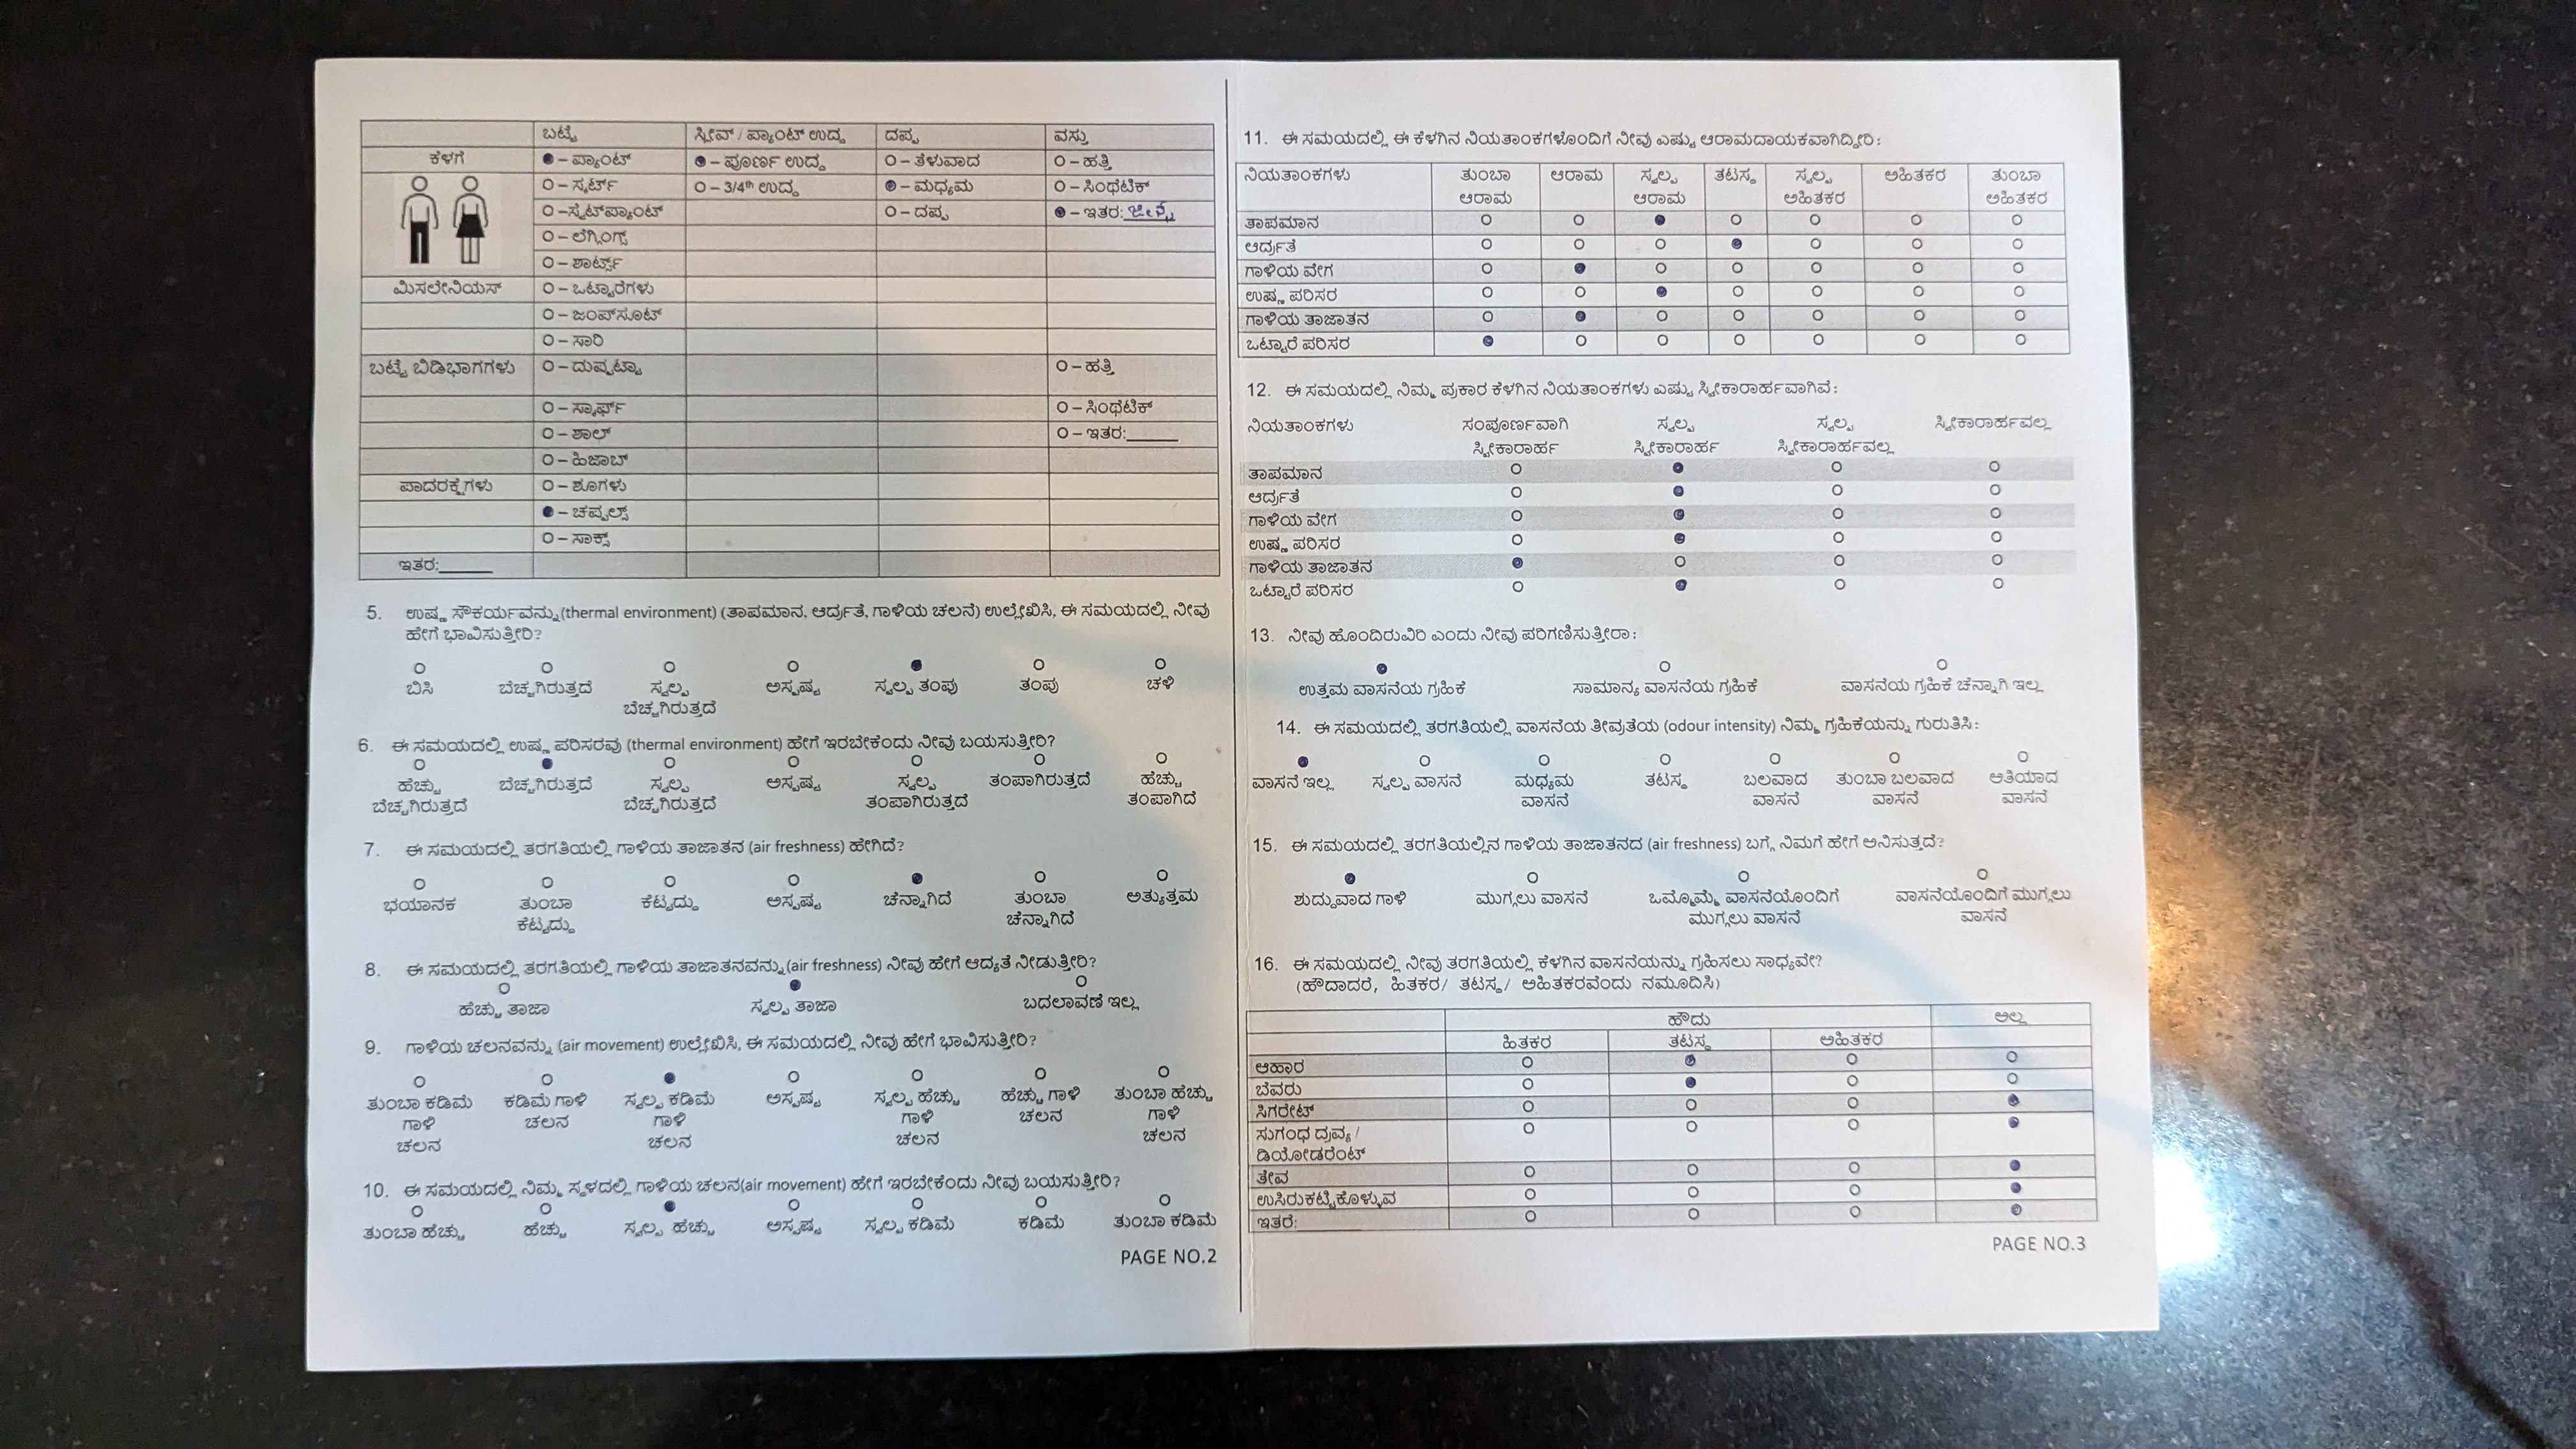 ಬಟ್ಟೆ ಸ್ಲೀವ್ / ಪ್ಯಾಂಟ್ ಉದ್ದ ದಪ್ಪ ವಸ್ತು
ಕೆಳಗೆ ●– ಪ್ಯಾಂಟ್ ●– ಪೂರ್ಣ ಉದ್ದ O – ತೆಳುವಾದ O – ಹತ್ತಿ
O – ಸ್ಕರ್ಟ್ O – 3/4th ಉದ್ದ ●– ಮಧ್ಯಮ O – ಸಿಂಥೆಟಿಕ್
O –ಸ್ವೆಟ್‌ಪ್ಯಾಂಟ್ O – ದಪ್ಪ ●– ಇತರ: ಜೀನ್ಸ್
O – ಲೆಗ್ಗಿಂಗ್ಸ್
O – ಶಾರ್ಟ್ಸ್
ಮಿಸಲೇನಿಯಸ್ O – ಒಟ್ಟಾರೆಗಳು
O – ಜಂಪ್‌ಸೂಟ್
O – ಸಾರಿ
ಬಟ್ಟೆ ಬಿಡಿಭಾಗಗಳು O – ದುಪ್ಪಟ್ಟಾ O – ಹತ್ತಿ
O – ಸ್ಕಾರ್ಫ್ O – ಸಿಂಥೆಟಿಕ್
O – ಶಾಲ್ O – ಇತರ:______
O – ಹಿಜಾಬ್
ಪಾದರಕ್ಷೆಗಳು O – ಶೂಗಳು
●– ಚಪ್ಪಲ್ಸ್
O – ಸಾಕ್ಸ್
ಇತರ:______
5. ಉಷ್ಣ ಸೌಕರ್ಯವನ್ನು(thermal environment) (ತಾಪಮಾನ, ಆರ್ದ್ರತೆ, ಗಾಳಿಯ ಚಲನೆ) ಉಲ್ಲೇಖಿಸಿ, ಈ ಸಮಯದಲ್ಲಿ ನೀವು
ಹೇಗೆ ಭಾವಿಸುತ್ತೀರಿ?
O O O O ● O O
ಬಿಸಿ ಬೆಚ್ಚಗಿರುತ್ತದೆ ಸ್ವಲ್ಪ ಅಸ್ಪಷ್ಟ ಸ್ವಲ್ಪ ತಂಪು ತಂಪು ಚಳಿ
ಬೆಚ್ಚಗಿರುತ್ತದೆ
6. ಈ ಸಮಯದಲ್ಲಿ ಉಷ್ಣ ಪರಿಸರವು (thermal environment) ಹೇಗೆ ಇರಬೇಕೆಂದು ನೀವು ಬಯಸುತ್ತೀರಿ?
O ● O O O O O
ಹೆಚ್ಚು ಬೆಚ್ಚಗಿರುತ್ತದೆ ಸ್ವಲ್ಪ ಅಸ್ಪಷ್ಟ ಸ್ವಲ್ಪ ತಂಪಾಗಿರುತ್ತದೆ ಹೆಚ್ಚು
ಬೆಚ್ಚಗಿರುತ್ತದೆ ಬೆಚ್ಚಗಿರುತ್ತದೆ ತಂಪಾಗಿರುತ್ತದೆ ತಂಪಾಗಿದೆ
7. ಈ ಸಮಯದಲ್ಲಿ ತರಗತಿಯಲ್ಲಿ ಗಾಳಿಯ ತಾಜಾತನ (air freshness) ಹೇಗಿದೆ?
O O O O ● O O
ಭಯಾನಕ ತುಂಬಾ ಕೆಟ್ಟದ್ದು ಅಸ್ಪಷ್ಟ ಚೆನ್ನಾಗಿದೆ ತುಂಬಾ ಅತ್ಯುತ್ತಮ
ಕೆಟ್ಟದ್ದು ಚೆನ್ನಾಗಿದೆ
8. ಈ ಸಮಯದಲ್ಲಿ ತರಗತಿಯಲ್ಲಿ ಗಾಳಿಯ ತಾಜಾತನವನ್ನು(air freshness) ನೀವು ಹೇಗೆ ಆದ್ಯತೆ ನೀಡುತ್ತೀರಿ?
O ● O
ಹೆಚ್ಚು ತಾಜಾ ಸ್ವಲ್ಪ ತಾಜಾ ಬದಲಾವಣೆ ಇಲ್ಲ
9. ಗಾಳಿಯ ಚಲನವನ್ನು (air movement) ಉಲ್ಲೇಖಿಸಿ, ಈ ಸಮಯದಲ್ಲಿ ನೀವು ಹೇಗೆ ಭಾವಿಸುತ್ತೀರಿ?
O O ● O O O O
ತುಂಬಾ ಕಡಿಮೆ ಕಡಿಮೆ ಗಾಳಿ ಸ್ವಲ್ಪ ಕಡಿಮೆ ಅಸ್ಪಷ್ಟ ಸ್ವಲ್ಪ ಹೆಚ್ಚು ಹೆಚ್ಚು ಗಾಳಿ ತುಂಬಾ ಹೆಚ್ಚು
ಗಾಳಿ ಚಲನ ಗಾಳಿ ಗಾಳಿ ಚಲನ ಗಾಳಿ
ಚಲನ ಚಲನ ಚಲನ ಚಲನ
10. ಈ ಸಮಯದಲ್ಲಿ ನಿಮ್ಮ ಸ್ಥಳದಲ್ಲಿ ಗಾಳಿಯ ಚಲನ(air movement) ಹೇಗೆ ಇರಬೇಕೆಂದು ನೀವು ಬಯಸುತ್ತೀರಿ?
O O ● O O O O
ತುಂಬಾ ಹೆಚ್ಚು ಹೆಚ್ಚು ಸ್ವಲ್ಪ ಹೆಚ್ಚು ಅಸ್ಪಷ್ಟ ಸ್ವಲ್ಪ ಕಡಿಮೆ ಕಡಿಮೆ ತುಂಬಾ ಕಡಿಮೆ
PAGE NO.2
11. ಈ ಸಮಯದಲ್ಲಿ ಈ ಕೆಳಗಿನ ನಿಯತಾಂಕಗಳೊಂದಿಗೆ ನೀವು ಎಷ್ಟು ಆರಾಮದಾಯಕವಾಗಿದ್ದೀರಿ:
ನಿಯತಾಂಕಗಳು ತುಂಬಾ ಆರಾಮ ಸ್ವಲ್ಪ ತಟಸ್ಥ ಸ್ವಲ್ಪ ಅಹಿತಕರ ತುಂಬಾ
ಆರಾಮ ಆರಾಮ ಅಹಿತಕರ ಅಹಿತಕರ
ತಾಪಮಾನ O O ● O O O O
ಆರ್ದ್ರತೆ O O O ● O O O
ಗಾಳಿಯ ವೇಗ O ● O O O O O
ಉಷ್ಣ ಪರಿಸರ O O ● O O O O
ಗಾಳಿಯ ತಾಜಾತನ O ● O O O O O
ಒಟ್ಟಾರೆ ಪರಿಸರ ● O O O O O O
12. ಈ ಸಮಯದಲ್ಲಿ ನಿಮ್ಮ ಪ್ರಕಾರ ಕೆಳಗಿನ ನಿಯತಾಂಕಗಳು ಎಷ್ಟು ಸ್ವೀಕಾರಾರ್ಹವಾಗಿವೆ:
ನಿಯತಾಂಕಗಳು ಸಂಪೂರ್ಣವಾಗಿ ಸ್ವಲ್ಪ ಸ್ವಲ್ಪ ಸ್ವೀಕಾರಾರ್ಹವಲ್ಲ
ಸ್ವೀಕಾರಾರ್ಹ ಸ್ವೀಕಾರಾರ್ಹ ಸ್ವೀಕಾರಾರ್ಹವಲ್ಲ
ತಾಪಮಾನ O ● O O
ಆರ್ದ್ರತೆ O ● O O
ಗಾಳಿಯ ವೇಗ O ● O O
ಉಷ್ಣ ಪರಿಸರ O ● O O
ಗಾಳಿಯ ತಾಜಾತನ ● O O O
ಒಟ್ಟಾರೆ ಪರಿಸರ O ● O O
13. ನೀವು ಹೊಂದಿರುವಿರಿ ಎಂದು ನೀವು ಪರಿಗಣಿಸುತ್ತೀರಾ:
● O O
ಉತ್ತಮ ವಾಸನೆಯ ಗ್ರಹಿಕೆ ಸಾಮಾನ್ಯ ವಾಸನೆಯ ಗ್ರಹಿಕೆ ವಾಸನೆಯ ಗ್ರಹಿಕೆ ಚೆನ್ನಾಗಿ ಇಲ್ಲ
14. ಈ ಸಮಯದಲ್ಲಿ ತರಗತಿಯಲ್ಲಿ ವಾಸನೆಯ ತೀವ್ರತೆಯ (odour intensity) ನಿಮ್ಮ ಗ್ರಹಿಕೆಯನ್ನು ಗುರುತಿಸಿ:
● O O O O O O
ವಾಸನೆ ಇಲ್ಲ ಸ್ವಲ್ಪ ವಾಸನೆ ಮಧ್ಯಮ ತಟಸ್ಥ ಬಲವಾದ ತುಂಬಾ ಬಲವಾದ ಅತಿಯಾದ
ವಾಸನೆ ವಾಸನೆ ವಾಸನೆ ವಾಸನೆ
15. ಈ ಸಮಯದಲ್ಲಿ ತರಗತಿಯಲ್ಲಿನ ಗಾಳಿಯ ತಾಜಾತನದ (air freshness) ಬಗ್ಗೆ ನಿಮಗೆ ಹೇಗೆ ಅನಿಸುತ್ತದೆ?
● O O O
ಶುದ್ಧುವಾದ ಗಾಳಿ ಮುಗ್ಗಲು ವಾಸನೆ ಒಮ್ಮೊಮ್ಮೆ ವಾಸನೆಯೊಂದಿಗೆ ವಾಸನೆಯೊಂದಿಗೆ ಮುಗ್ಗಲು
ಮುಗ್ಗಲು ವಾಸನೆ ವಾಸನೆ
16. ಈ ಸಮಯದಲ್ಲಿ ನೀವು ತರಗತಿಯಲ್ಲಿ ಕೆಳಗಿನ ವಾಸನೆಯನ್ನು ಗ್ರಹಿಸಲು ಸಾಧ್ಯವೇ?
(ಹೌದಾದರೆ, ಹಿತಕರ/ ತಟಸ್ಥ/ ಅಹಿತಕರವೆಂದು ನಮೂದಿಸಿ)
ಹೌದು ಅಲ್ಲ
ಹಿತಕರ ತಟಸ್ಥ ಅಹಿತಕರ
ಆಹಾರ O ● O O
ಬೆವರು O ● O O
ಸಿಗರೇಟ್ O O O ●
ಸುಗಂಧ ದ್ರವ್ಯ / O O O ●
ಡಿಯೋಡರೆಂಟ್
ತೇವ O O O ●
ಉಸಿರುಕಟ್ಟಿಕೊಳ್ಳುವ O O O ●
ಇತರೆ:________ O O O ●
PAGE NO.3